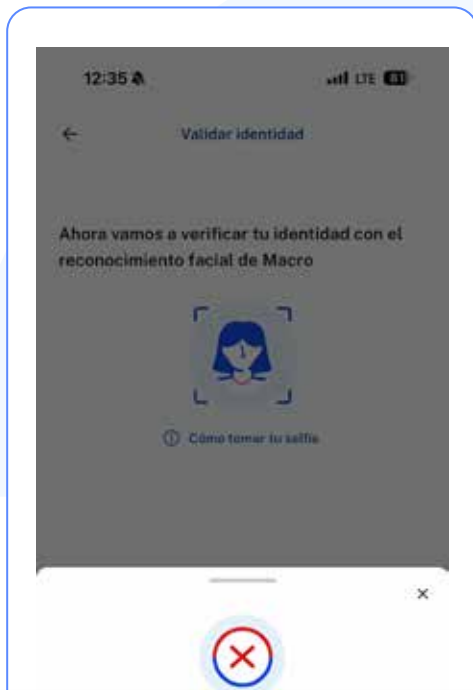 12:35
LTE 81
Validar identidad
Ahora vamos a verificar tu identidad con el
reconocimiento facial de Macro
Cómo tomar tu selfie